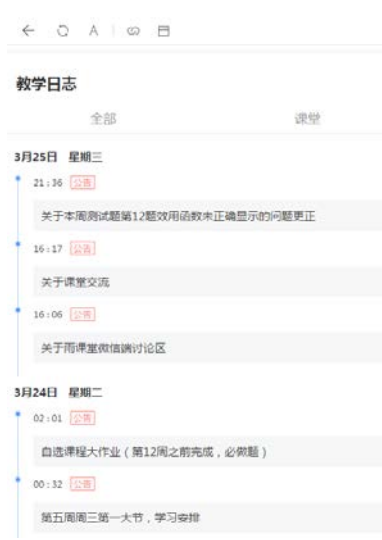 A
教学日志
全部 课堂
3月25日 星期三
21:36 公告
关于本周测试题第12题效用函数未正确显示的问题更正
16:17 公告
关于课堂交流
16:06 公告
关于雨课堂微信端讨论区
3月24日 星期二
02:01 公告
自选课程大作业（第12周之前完成，必做题）
00:32 公告
第五周周三第一大节，学习安排